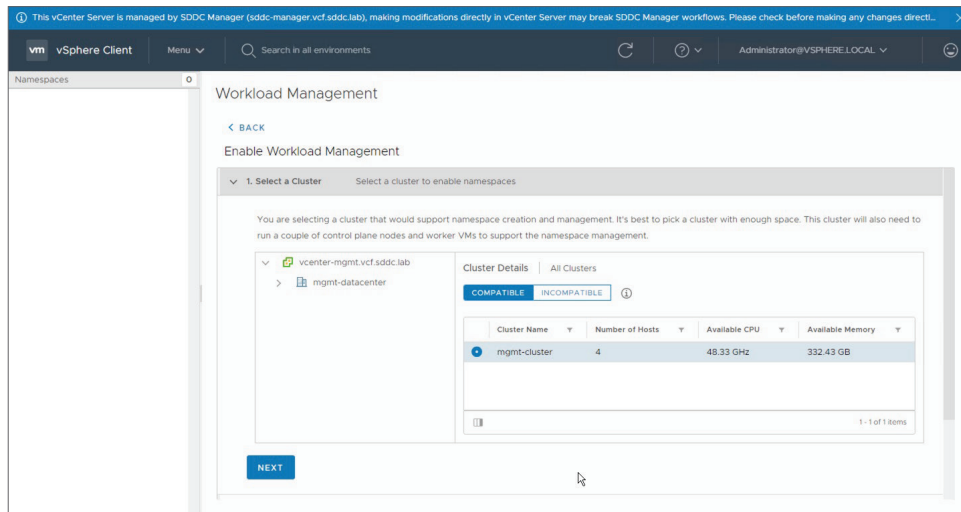 This vCenter Server is managed by SDDC Manager (sddc-manager.vcf.sddc.lab), making modifications directly in vCenter Server may break SDDC Manager workflows. Please check before making any changes directl...
vm vSphere Client Menu Search in all environments Administrator@VSPHERE.LOCAL
Namespaces 0
Workload Management
BACK
Enable Workload Management
1. Select a Cluster Select a cluster to enable namespaces
You are selecting a cluster that would support namespace creation and management. It's best to pick a cluster with enough space. This cluster will also need to
run a couple of control plane nodes and worker VMs to support the namespace management.
vcenter-mgmt.vcf.sddc.lab
mgmt-datacenter
Cluster Details All Clusters
COMPATIBLE INCOMPATIBLE
Cluster Name Number of Hosts Available CPU Available Memory
mgmt-cluster 4 48.33 GHz 332.43 GB
1 - 1 of 1 items
NEXT